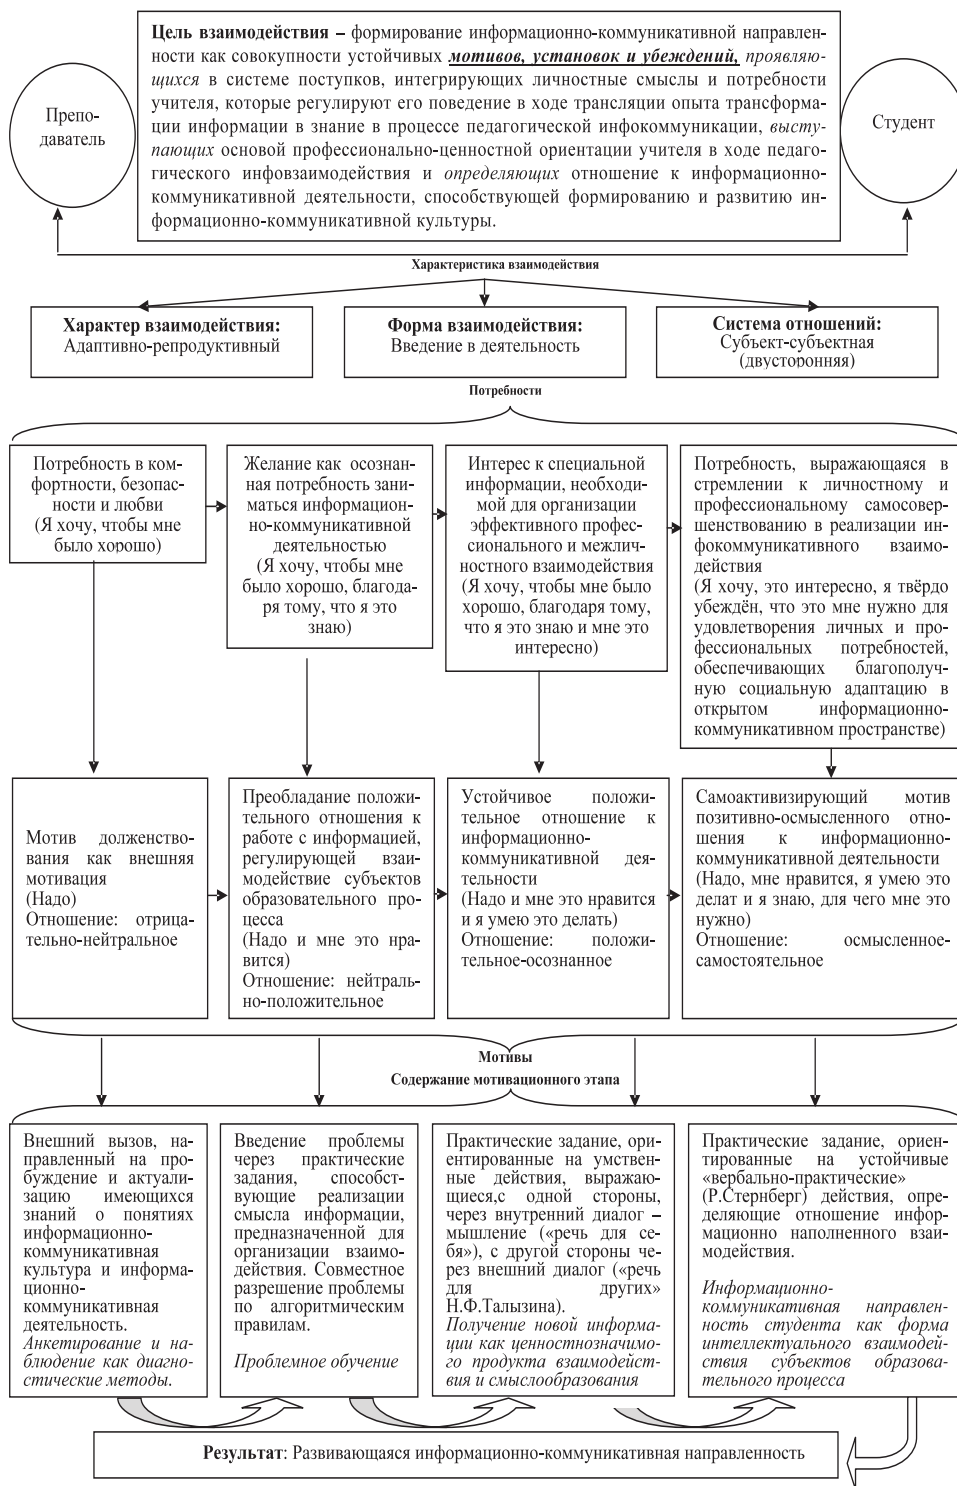 Цель взаимодействия – формирование информационно-коммуникативной направлен-
ности как совокупности устойчивых мотивов, установок и убеждений, проявляю-
щихся в системе поступков, интегрирующих личностные смыслы и потребности
учителя, которые регулируют его поведение в ходе трансляции опыта трансформа-
ции информации в знание в процессе педагогической инфокоммуникации, высту-
пающих основой профессионально-ценностной ориентации учителя в ходе педаго-
гического инфовзаимодействия и определяющих отношение к информационно-
коммуникативной деятельности, способствующей формированию и развитию ин-
формационно-коммуникативной культуры.
Препо-
даватель
Студент
Характеристика взаимодействия
Характер взаимодействия:
Адаптивно-репродуктивный
Форма взаимодействия:
Введение в деятельность
Система отношений:
Субъект-субъектная
(двусторонняя)
Потребности
Потребность в ком-
фортности, безопас-
ности и любви
(Я хочу, чтобы мне
было хорошо)
Желание как осознан-
ная потребность зани-
маться информацион-
но-коммуникативной
деятельностью
(Я хочу, чтобы мне
было хорошо, благода-
ря тому, что я это
знаю)
Интерес к специальной
информации, необходи-
мой для организации
эффективного профес-
сионального и межлич-
ностного взаимодействия
(Я хочу, чтобы мне было
хорошо, благодаря тому,
что я это знаю и мне это
интересно)
Потребность, выражающаяся в
стремлении к личностному и
профессиональному самосовер-
шенствованию в реализации ин-
фокоммуникативного взаимо-
действия
(Я хочу, это интересно, я твёрдо
убеждён, что это мне нужно для
удовлетворения личных и про-
фессиональных потребностей,
обеспечивающих благополуч-
ную социальную адаптацию в
открытом информационно-
коммуникативном пространстве)
Мотив долженство-
вания как внешняя
мотивация
(Надо)
Отношение: отрица-
тельно-нейтральное
Преобладание положи-
тельного отношения к
работе с информацией,
регулирующей взаи-
модействие субъектов
образовательного про-
цесса
(Надо и мне это нра-
вится)
Отношение: нейтраль-
но-положительное
Устойчивое положи-
тельное отношение к
информационно-
коммуникативной дея-
тельности
(Надо и мне это нравится
и я умею это делать)
Отношение: положи-
тельное-осознанное
Самоактивизирующий мотив
позитивно-осмысленного отно-
шения к информационно-
коммуникативной деятельности
(Надо, мне нравится, я умею это
делат и я знаю, для чего мне это
нужно)
Отношение: осмысленное-
самостоятельное
Мотивы
Содержание мотивационного этапа
Внешний вызов, на-
правленный на про-
буждение и актуали-
зацию имеющихся
знаний о понятиях
информационно-
коммуникативная
культура и информа-
ционно-
коммуникативная
деятельность.
Анкетирование и на-
блюдение как диагно-
стические методы.
Введение проблемы
через практические
задания, способст-
вующие реализации
смысла информации,
предназначенной для
организации взаимо-
действия. Совместное
разрешение проблемы
по алгоритмическим
правилам.
Проблемное обучение
Практические задание, ори-
ентированные на умствен-
ные действия, выражаю-
щиеся,с одной стороны,
через внутренний диалог –
мышление («речь для се-
бя»), с другой стороны че-
рез внешний диалог («речь
для других»
Н.Ф.Талызина).
Получение новой информа-
ции как ценностнозначимо-
го продукта взаимодейст-
вия и смыслообразования
Практические задание, ориен-
тированные на устойчивые
«вербально-практические»
(Р.Стернберг) действия, опре-
деляющие отношение инфор-
мационно наполненного взаи-
модействия.
Информационно-
коммуникативная направлен-
ность студента как форма
интеллектуального взаимодей-
ствия субъектов образова-
тельного процесса
Результат: Развивающаяся информационно-коммуникативная направленность